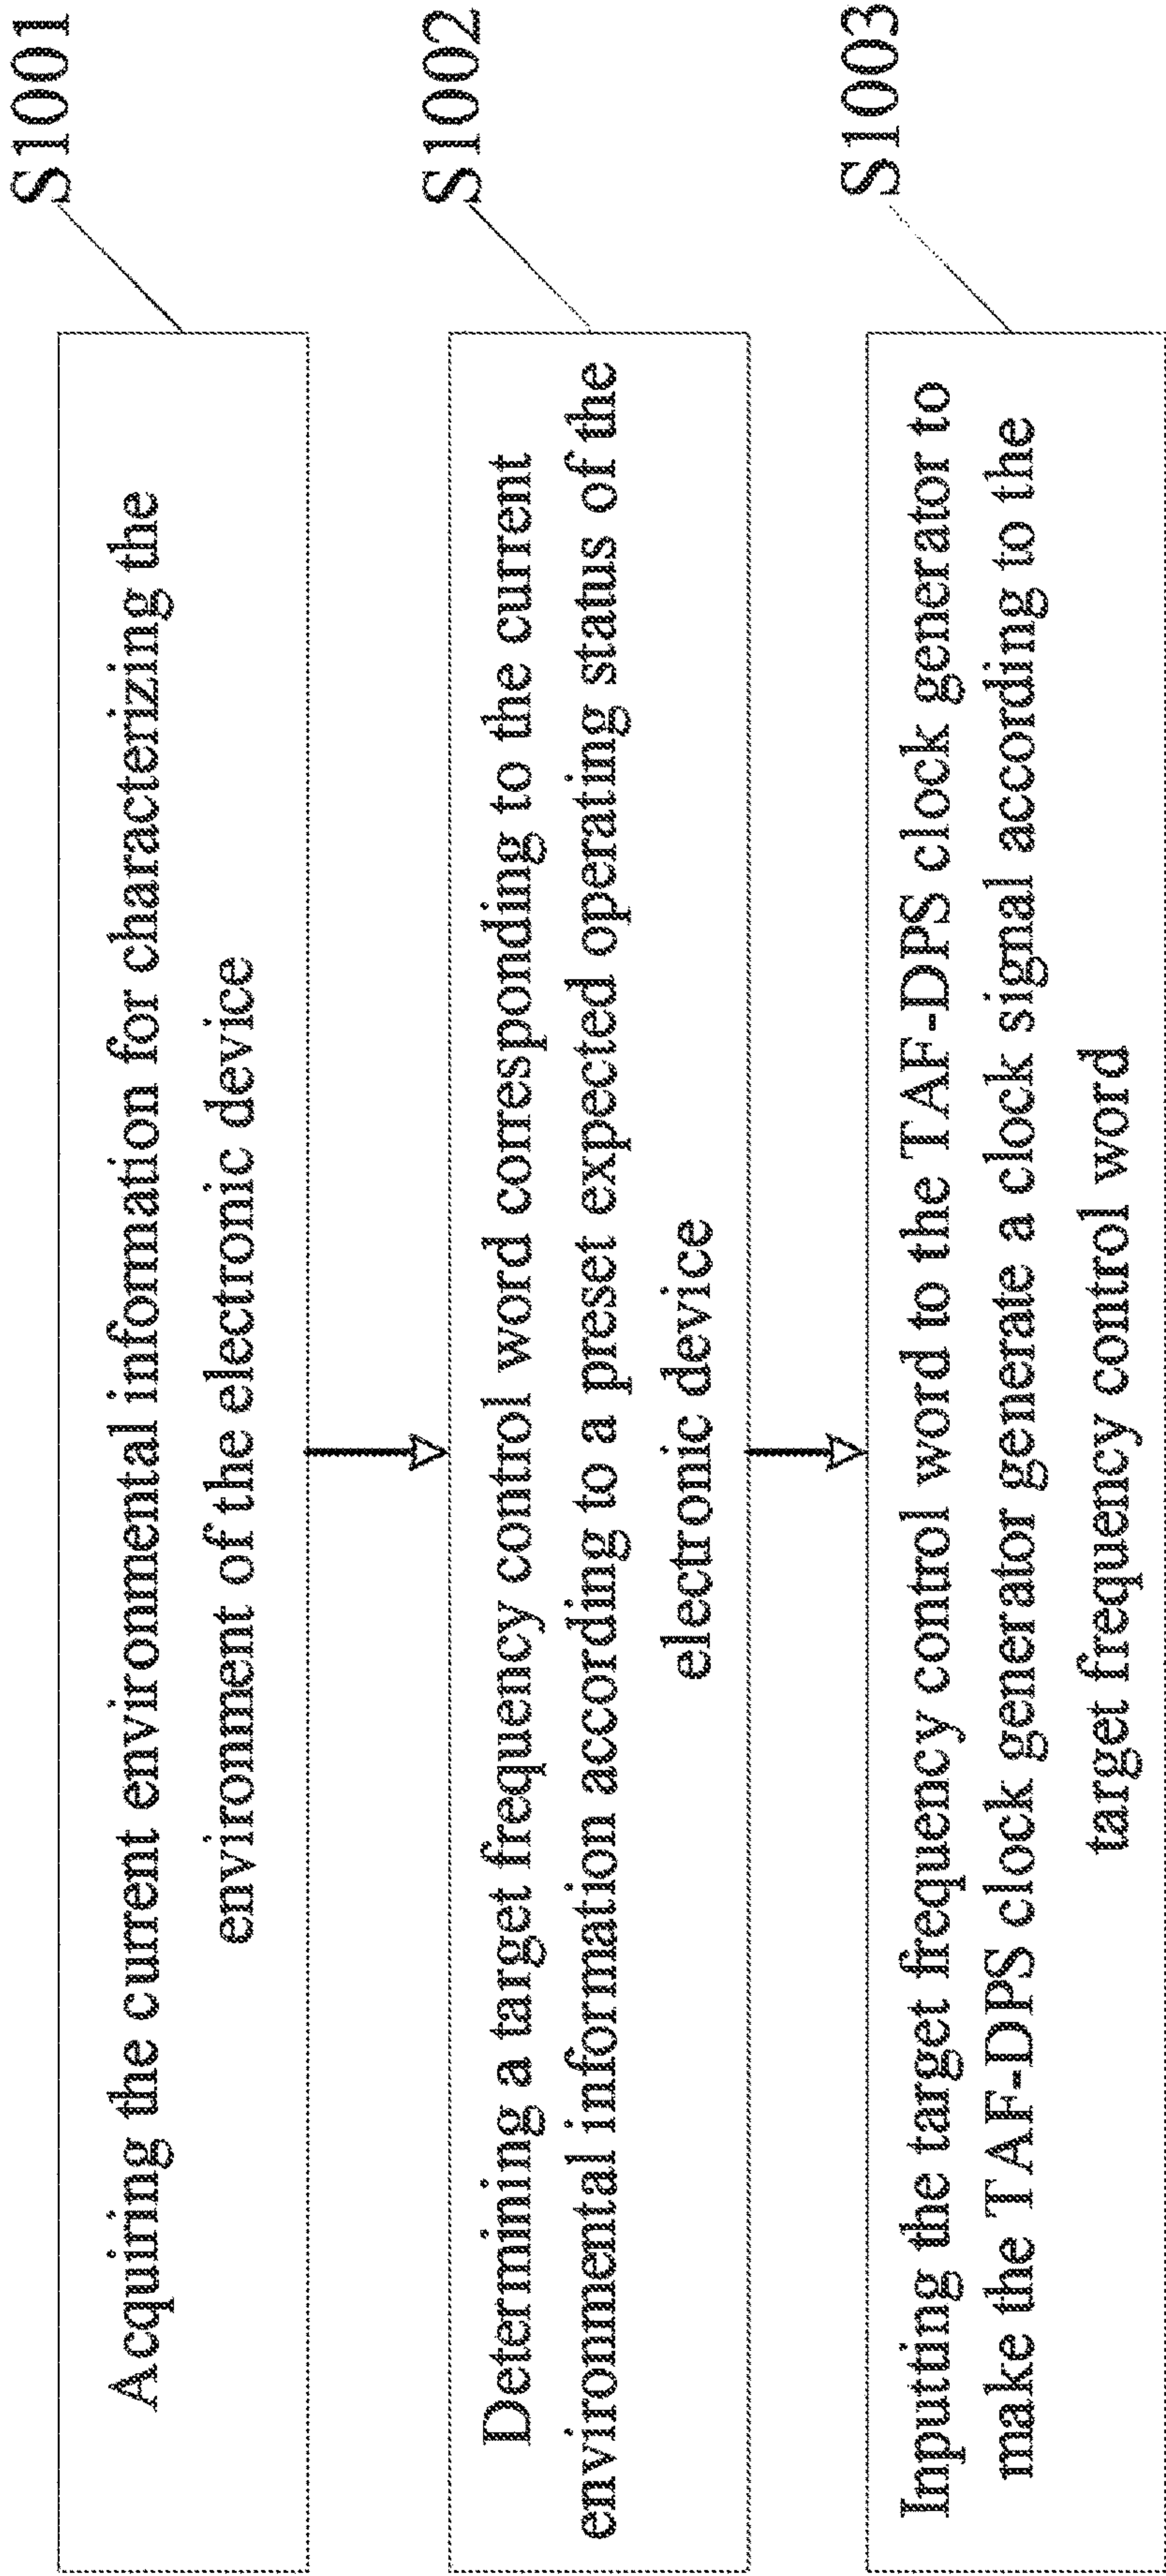 S1001
Acquiring the current environmental information for characterizing the
environment of the electronic device
S1002
Determining a target frequency control word corresponding to the current
environmental information according to a preset expected operating status of the
electronic device
S1003
Inputting the target frequency control word to the TAF-DPS clock generator to
make the TAF-DPS clock generator generate a clock signal according to the
target frequency control word